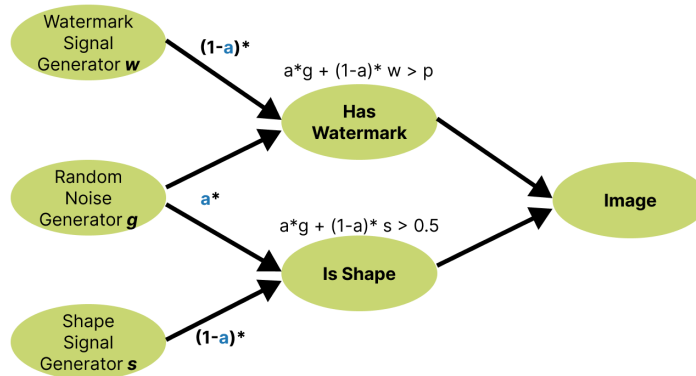 Watermark
Signal
Generator w
(1-a)*
a*g + (1-a)* w > p
Has
Watermark
Random
Noise
Generator g
a*
Image
a*g + (1-a)* s > 0.5
Is Shape
Shape
Signal
Generator s
(1-a)*